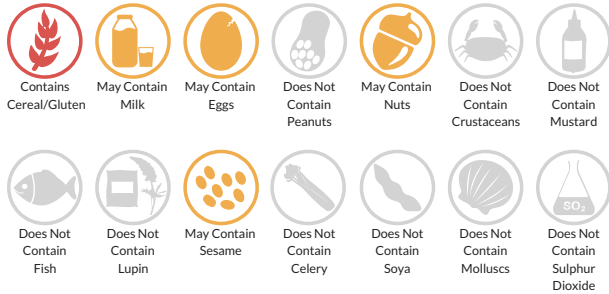 Contains
Cereal/Gluten
May Contain
Milk
May Contain
Eggs
Does Not
Contain
Peanuts
May Contain
Nuts
Does Not
Contain
Crustaceans
Does Not
Contain
Mustard
Does Not
Contain
Fish
Does Not
Contain
Lupin
May Contain
Sesame
Does Not
Contain
Celery
Does Not
Contain
Soya
Does Not
Contain
Molluscs
SO₂
Does Not
Contain
Sulphur
Dioxide